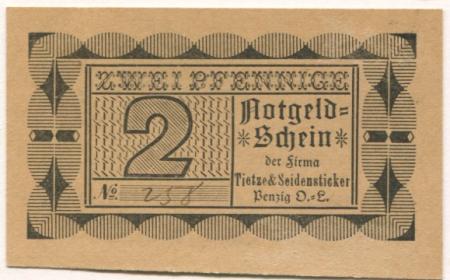 ZWEI PFENNIGE
2
Notgeld=
*Schein*
der Firma
Tietze & Seidensticker
Penzig O.=L.
No. 258